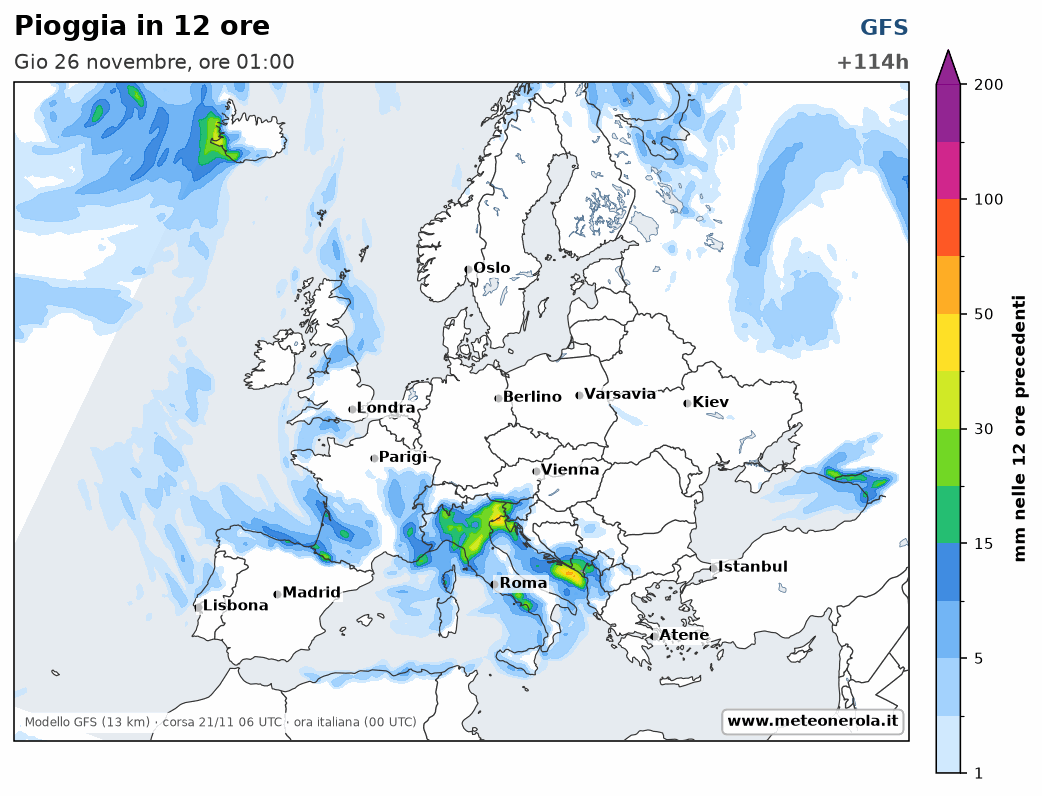 Pioggia in 12 ore
GFS
Gio 26 novembre, ore 01:00
+114h
200
100
50
30
15
5
1
mm nelle 12 ore precedenti
Oslo
Londra
Berlino
Varsavia
Kiev
Parigi
Vienna
Istanbul
Roma
Madrid
Lisbona
Atene
Modello GFS (13 km) · corsa 21/11 06 UTC · ora italiana (00 UTC)
www.meteonerola.it